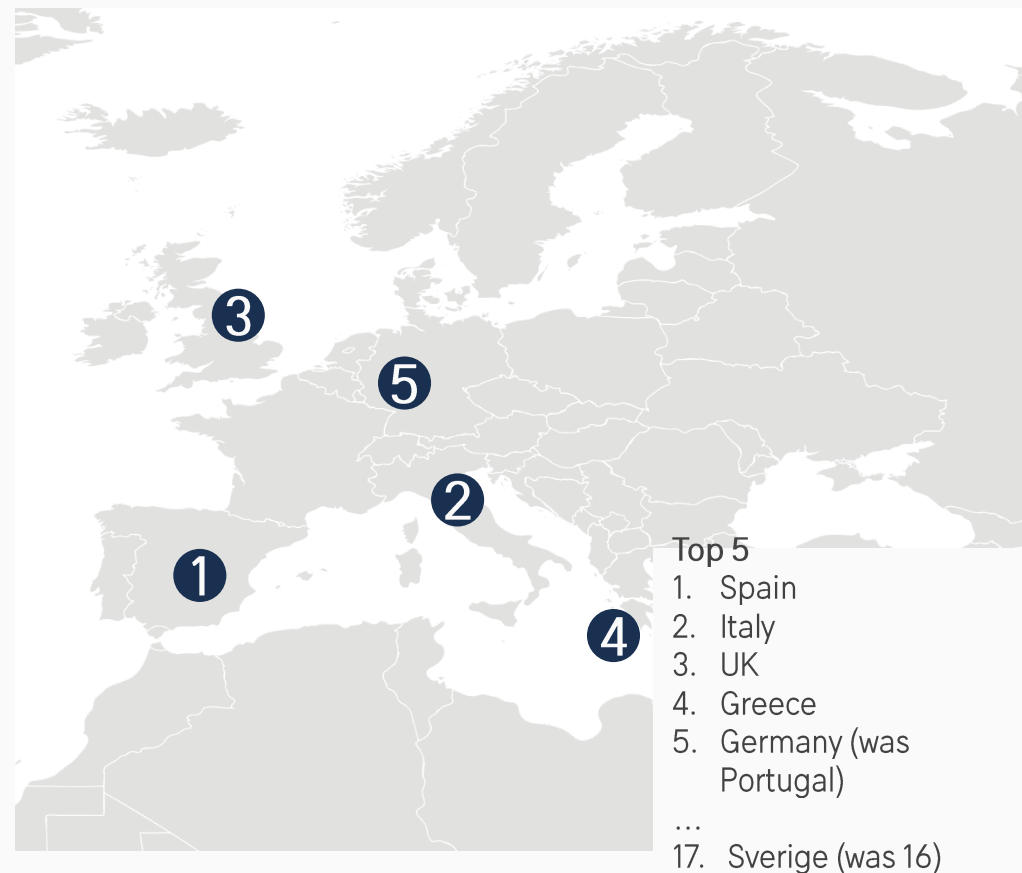 3
5
2
1
4
Top 5
1. Spain
2. Italy
3. UK
4. Greece
5. Germany (was
Portugal)
...
17. Sverige (was 16)